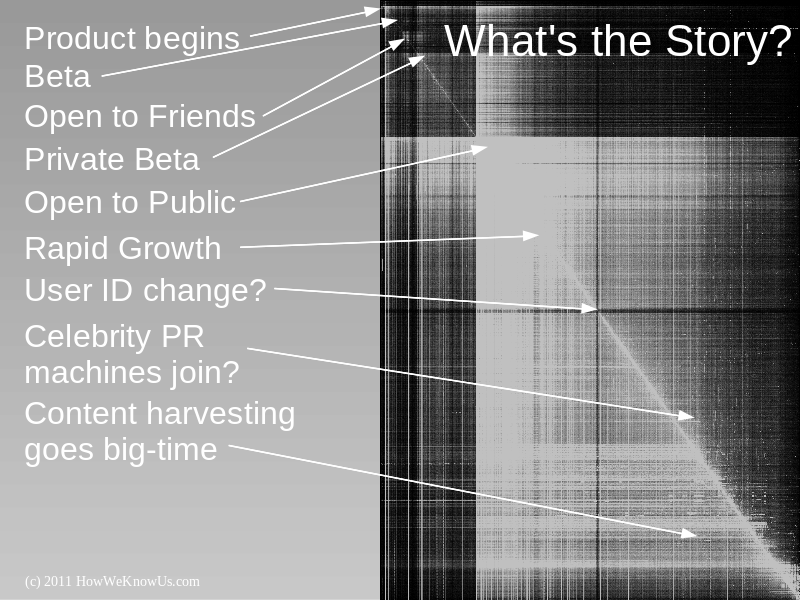 What's the Story?
Product begins
Beta
Open to Friends
Private Beta
Open to Public
Rapid Growth
User ID change?
Celebrity PR
machines join?
Content harvesting
goes big-time
(c) 2011 HowWeKnowUs.com